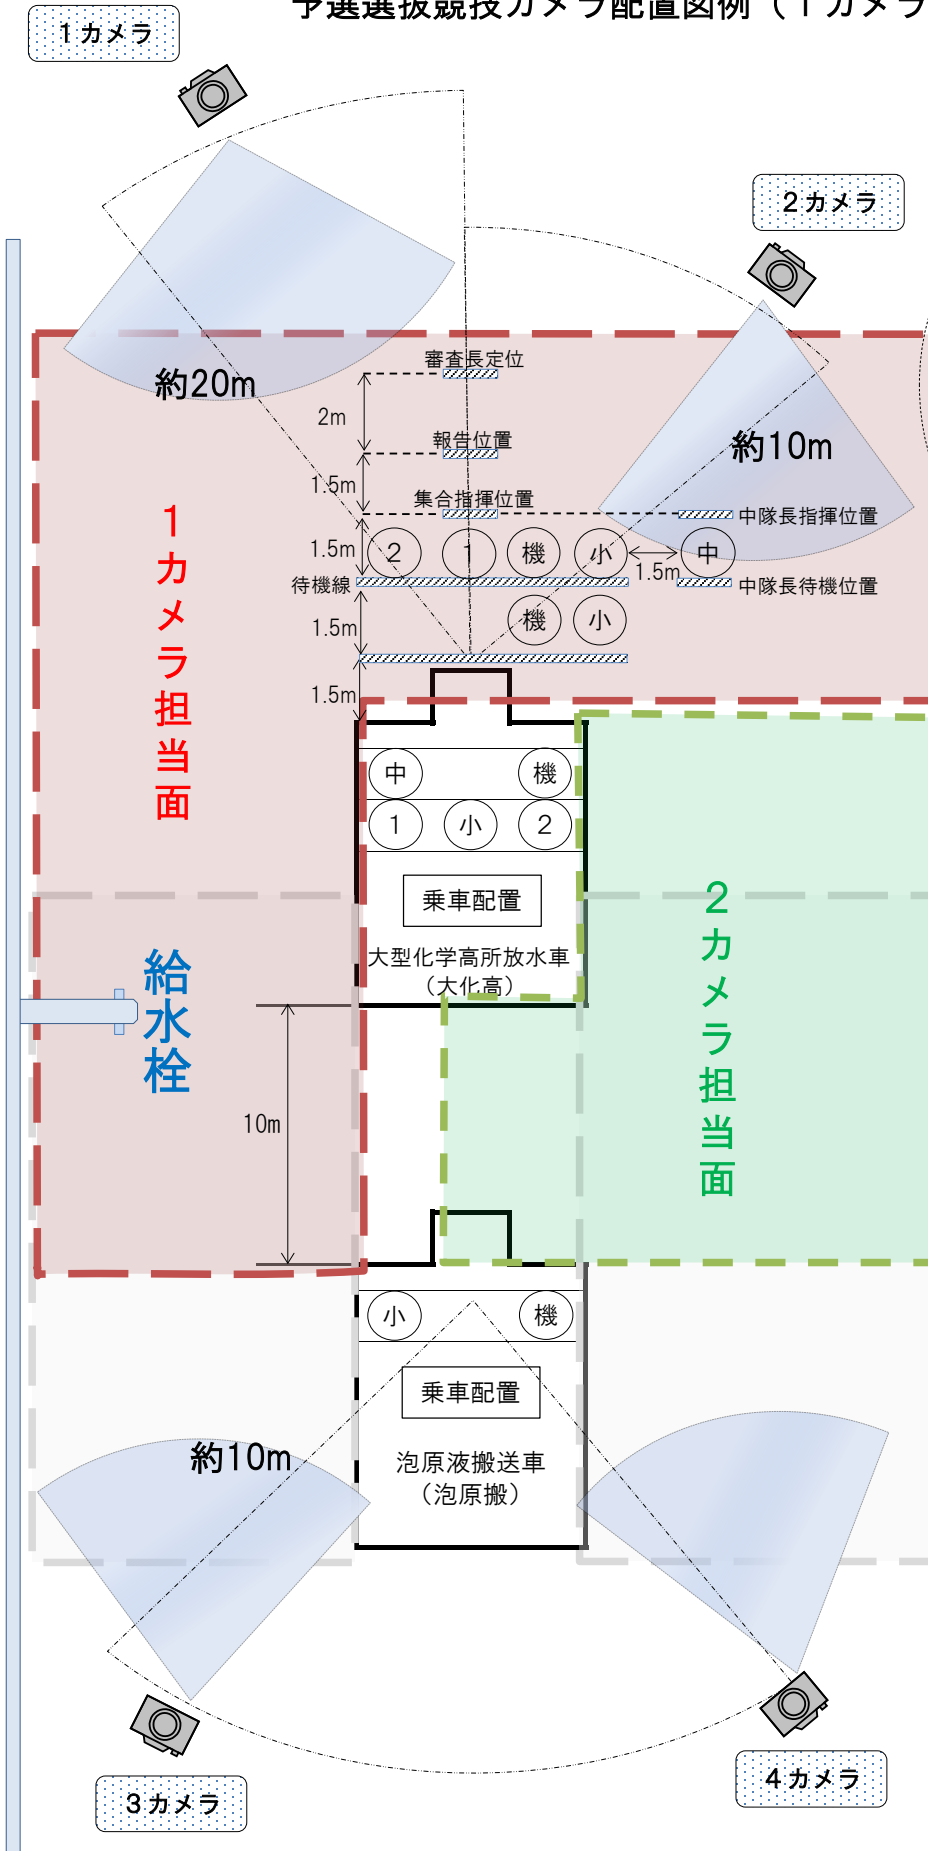 予選選抜競技カメラ配置図例（１カメラ
１カメラ
２カメラ
審査長定位
約20m
2m
報告位置
約10m
1.5m
集合指揮位置
中隊長指揮位置
1カメラ担当面
1.5m
2
1
機
小
1.5m
中
待機線
中隊長待機位置
1.5m
機
小
1.5m
中
機
1
小
2
乗車配置
大型化学高所放水車
（大化高）
2カメラ担当面
給水栓
10m
小
機
乗車配置
約10m
泡原液搬送車
（泡原搬）
３カメラ
４カメラ